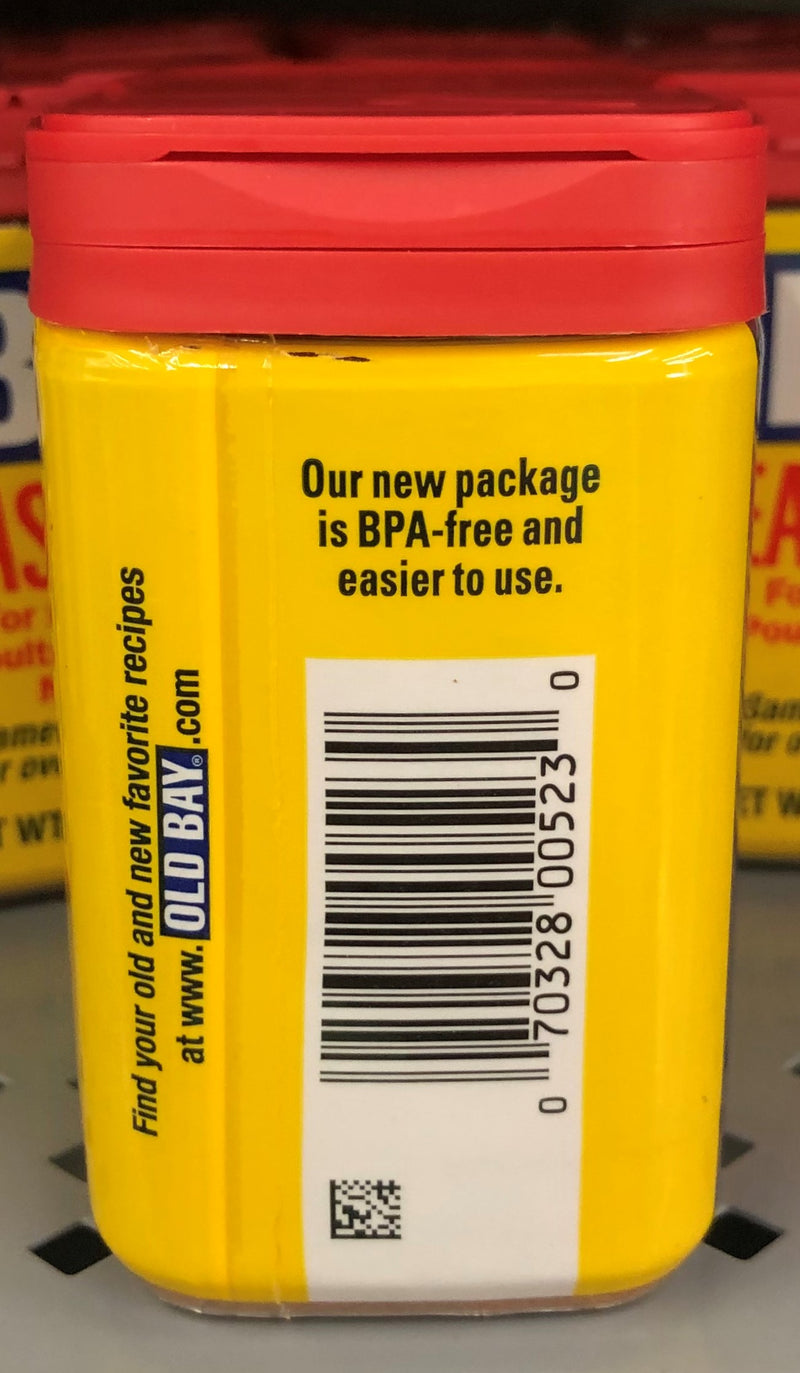 Our new package
is BPA-free and
easier to use.
Find your old and new favorite recipes
at www.OLD BAY®.com
0 70328 00523 0